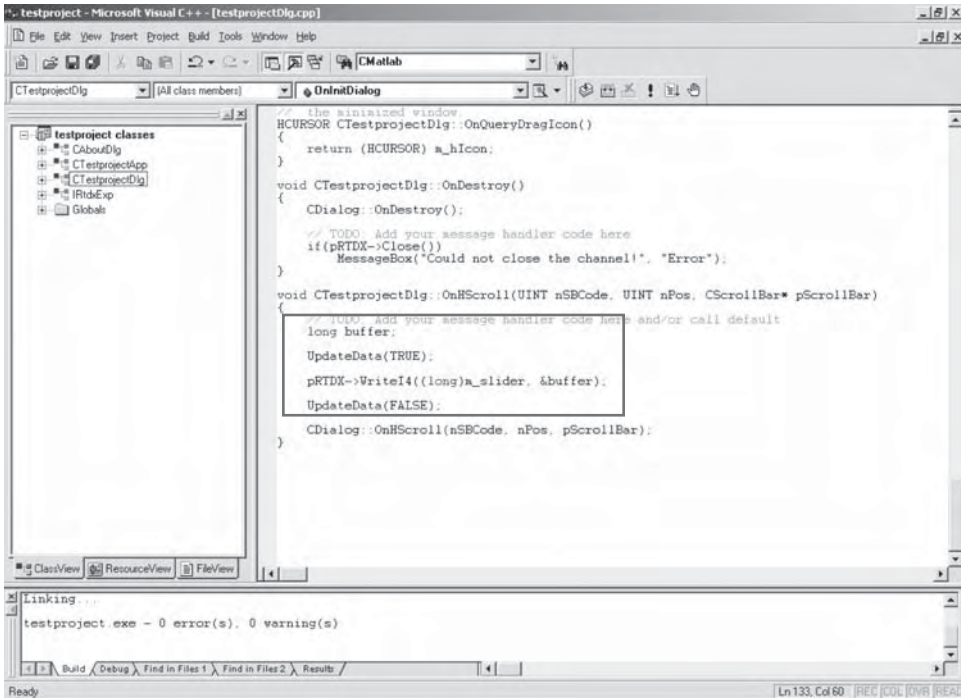 testproject - Microsoft Visual C++ - [testprojectDlg.cpp]
File Edit View Insert Project Build Tools Window Help
CMatlab
CTestprojectDlg [All class members] OnInitDialog
testproject classes
CAboutDlg
CTestprojectApp
CTestprojectDlg
IRtdxExp
Globals
// the minimized window.
HCURSOR CTestprojectDlg::OnQueryDragIcon()
{
return (HCURSOR) m_hIcon;
}
void CTestprojectDlg::OnDestroy()
{
CDialog::OnDestroy();
// TODO: Add your message handler code here
if(pRTDX->Close())
MessageBox("Could not close the channel!", "Error");
}
void CTestprojectDlg::OnHScroll(UINT nSBCode, UINT nPos, CScrollBar* pScrollBar)
{
// TODO: Add your message handler code here and/or call default
long buffer;
UpdateData(TRUE);
pRTDX->WriteI4((long)m_slider, &buffer);
UpdateData(FALSE);
CDialog::OnHScroll(nSBCode, nPos, pScrollBar);
}
ClassView ResourceView FileView
Linking...
testproject.exe - 0 error(s), 0 warning(s)
Build Debug Find in Files 1 Find in Files 2 Results
Ready Ln 133, Col 60 REC COL OVR READ